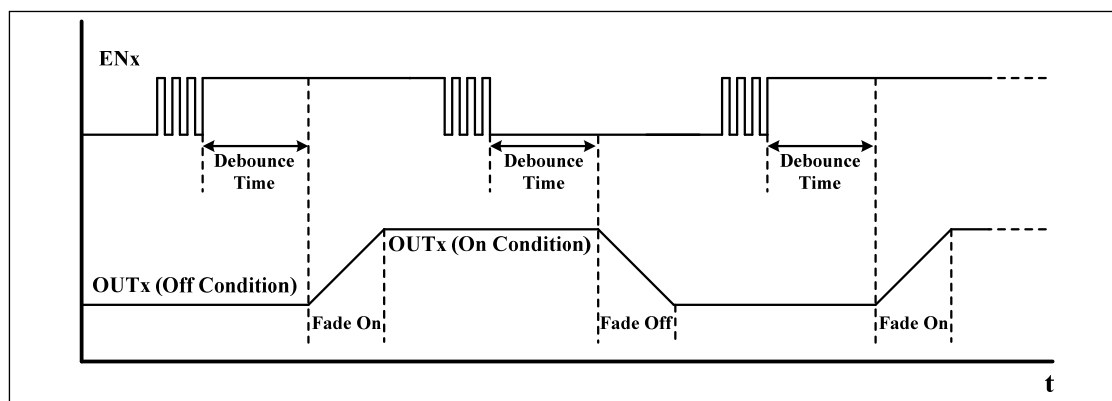 ENx
Debounce
Time
Debounce
Time
Debounce
Time
OUTx (On Condition)
OUTx (Off Condition)
Fade On
Fade Off
Fade On
t